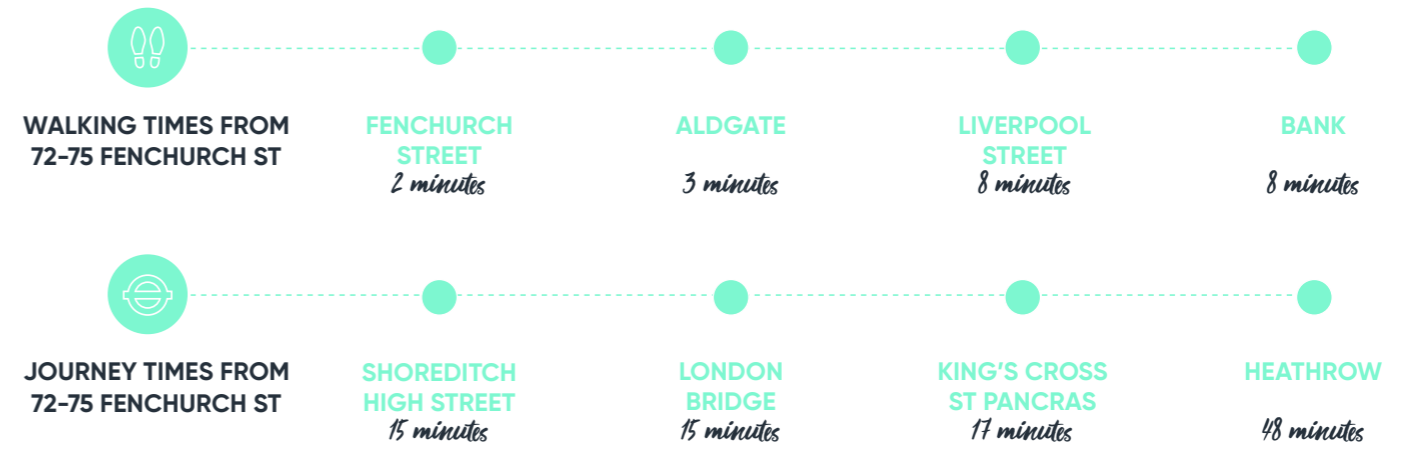 WALKING TIMES FROM
72-75 FENCHURCH ST
FENCHURCH
STREET
2 minutes
ALDGATE
3 minutes
LIVERPOOL
STREET
8 minutes
BANK
8 minutes
JOURNEY TIMES FROM
72-75 FENCHURCH ST
SHOREDITCH
HIGH STREET
15 minutes
LONDON
BRIDGE
15 minutes
KING'S CROSS
ST PANCRAS
17 minutes
HEATHROW
48 minutes